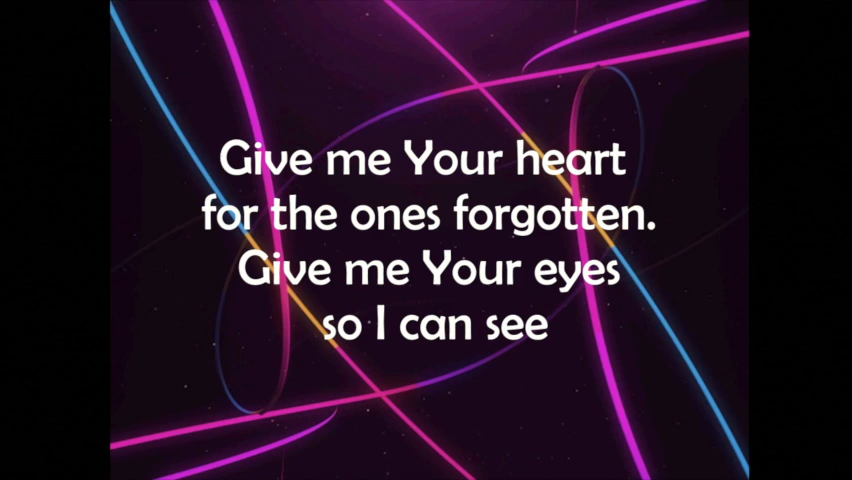 Give me Your heart
for the ones forgotten.
Give me Your eyes
so I can see